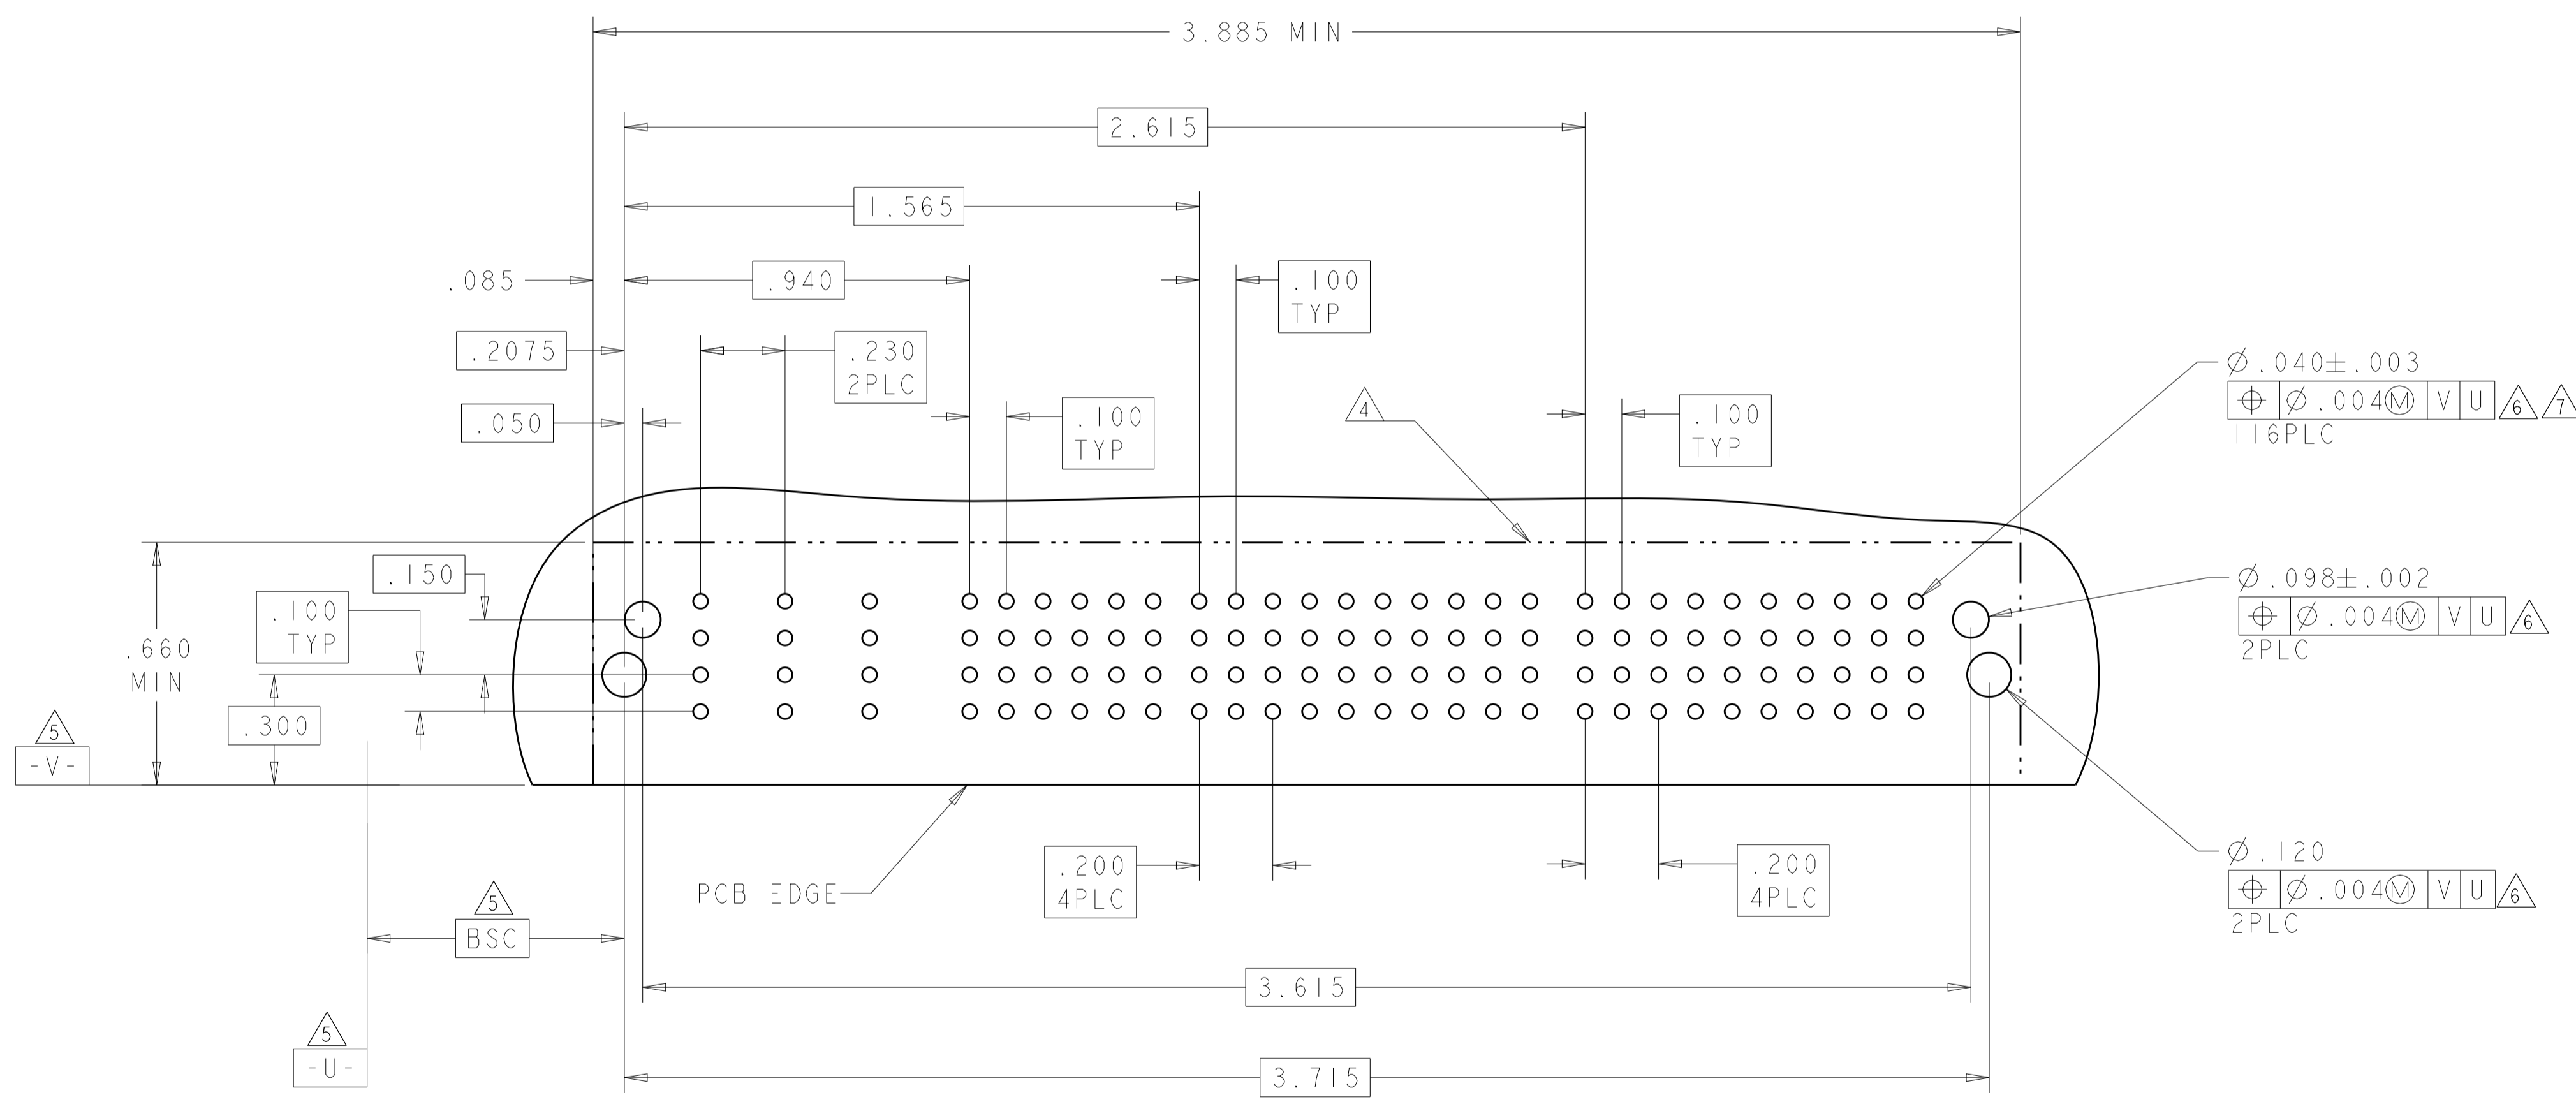 3.885 MIN
2.615
1.565
.085
.940
.100
TYP
.2075
.230
2PLC
.050
.100
TYP
4
.100
TYP
Ø.040±.003
⌖ Ø.004Ⓜ V U 6 7
116PLC
.150
.100
TYP
.660
MIN
.300
5
-V-
Ø.098±.002
⌖ Ø.004Ⓜ V U 6
2PLC
PCB EDGE
.200
4PLC
.200
4PLC
Ø.120
⌖ Ø.004Ⓜ V U 6
2PLC
5
BSC
3.615
5
-U-
3.715